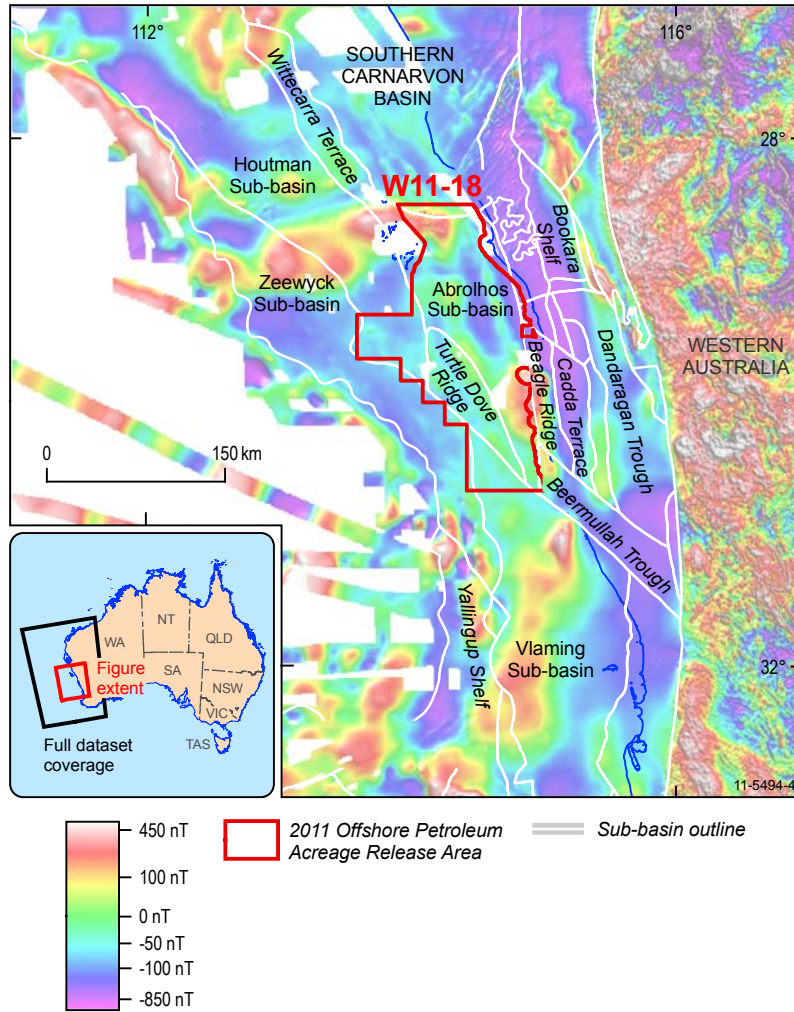 112°
116°
SOUTHERN
CARNARVON
BASIN
Wittecarra Terrace
28°
Houtman
Sub-basin
W11-18
Bookara
Shelf
Zeewyck
Sub-basin
Abrolhos
Sub-basin
WESTERN
AUSTRALIA
Turtle Dove
Ridge
Beagle Ridge
Cadda Terrace
Dandaragan Trough
0
150 km
Beermullah Trough
Yallingup Shelf
Vlaming
Sub-basin
32°
WA
NT
QLD
SA
NSW
VIC
TAS
Figure
extent
Full dataset
coverage
11-5494-4
450 nT
100 nT
0 nT
-50 nT
-100 nT
-850 nT
2011 Offshore Petroleum
Acreage Release Area
Sub-basin outline